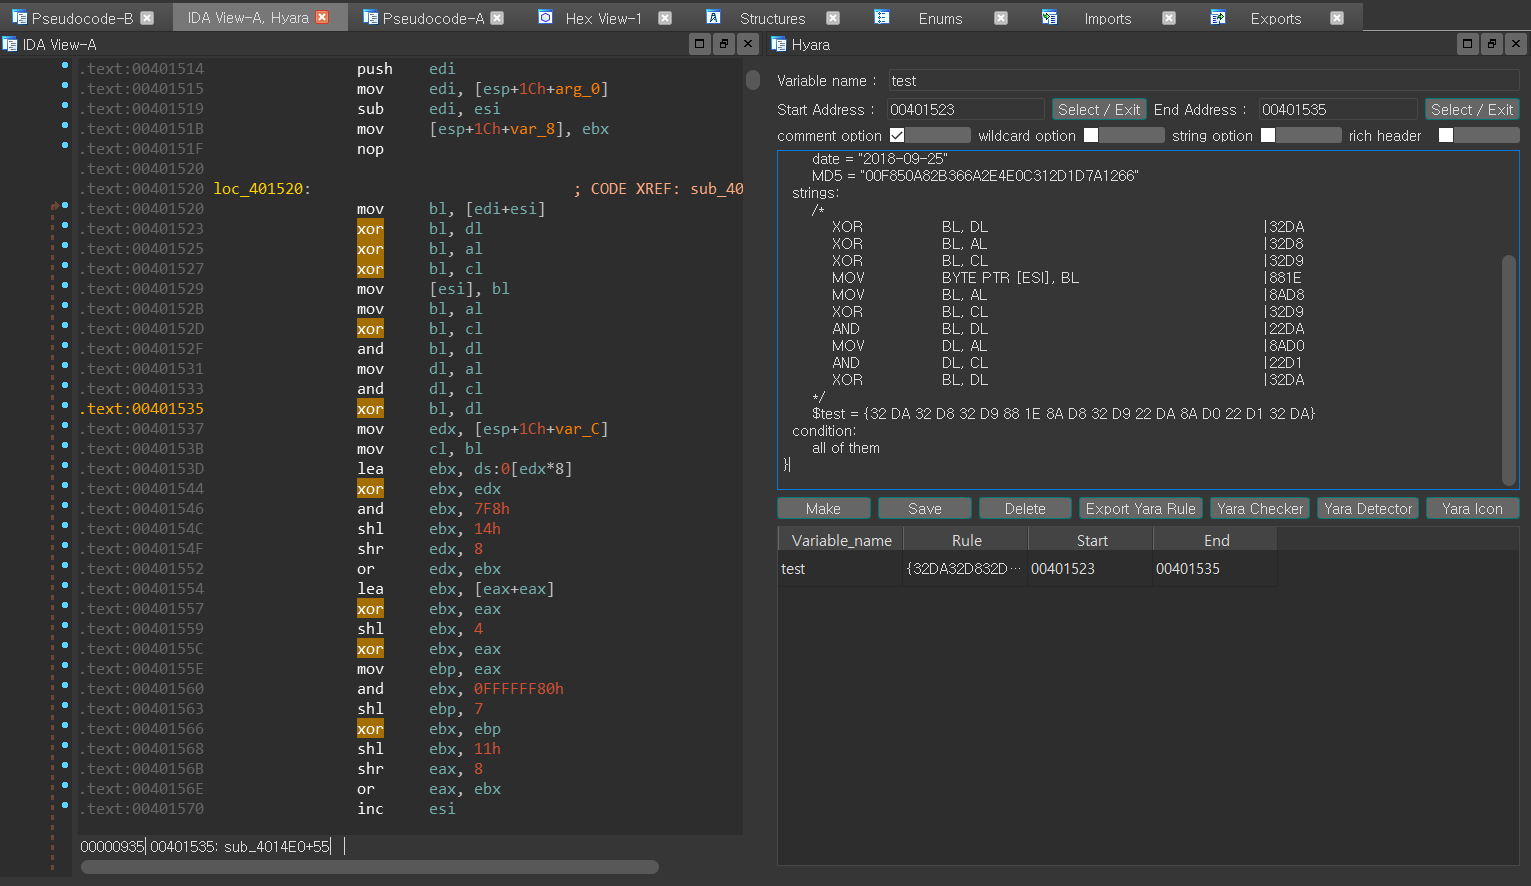 Pseudocode-B IDA View-A, Hyara Pseudocode-A Hex View-1 Structures Enums Imports Exports
IDA View-A
.text:00401514 push edi
.text:00401515 mov edi, [esp+1Ch+arg_0]
.text:00401519 sub edi, esi
.text:0040151B mov [esp+1Ch+var_8], ebx
.text:0040151F nop
.text:00401520
.text:00401520 loc_401520: ; CODE XREF: sub_40
.text:00401520 mov bl, [edi+esi]
.text:00401523 xor bl, dl
.text:00401525 xor bl, al
.text:00401527 xor bl, cl
.text:00401529 mov [esi], bl
.text:0040152B mov bl, al
.text:0040152D xor bl, cl
.text:0040152F and bl, dl
.text:00401531 mov dl, al
.text:00401533 and dl, cl
.text:00401535 xor bl, dl
.text:00401537 mov edx, [esp+1Ch+var_C]
.text:0040153B mov cl, bl
.text:0040153D lea ebx, ds:0[edx*8]
.text:00401544 xor ebx, edx
.text:00401546 and ebx, 7F8h
.text:0040154C shl ebx, 14h
.text:0040154F shr edx, 8
.text:00401552 or edx, ebx
.text:00401554 lea ebx, [eax+eax]
.text:00401557 xor ebx, eax
.text:00401559 shl ebx, 4
.text:0040155C xor ebx, eax
.text:0040155E mov ebp, eax
.text:00401560 and ebx, 0FFFFFF80h
.text:00401563 shl ebp, 7
.text:00401566 xor ebx, ebp
.text:00401568 shl ebx, 11h
.text:0040156B shr eax, 8
.text:0040156E or eax, ebx
.text:00401570 inc esi
00000935 00401535: sub_4014E0+55
Hyara
Variable name : test
Start Address : 00401523 Select / Exit End Address : 00401535 Select / Exit
comment option wildcard option string option rich header
date = "2018-09-25"
MD5 = "00F850A82B366A2E4E0C312D1D7A1266"
strings:
/*
XOR BL, DL |32DA
XOR BL, AL |32D8
XOR BL, CL |32D9
MOV BYTE PTR [ESI], BL |881E
MOV BL, AL |8AD8
XOR BL, CL |32D9
AND BL, DL |22DA
MOV DL, AL |8AD0
AND DL, CL |22D1
XOR BL, DL |32DA
*/
$test = {32 DA 32 D8 32 D9 88 1E 8A D8 32 D9 22 DA 8A D0 22 D1 32 DA}
condition:
all of them
}
Make Save Delete Export Yara Rule Yara Checker Yara Detector Yara Icon
Variable_name Rule Start End
test {32DA32D832D… 00401523 00401535